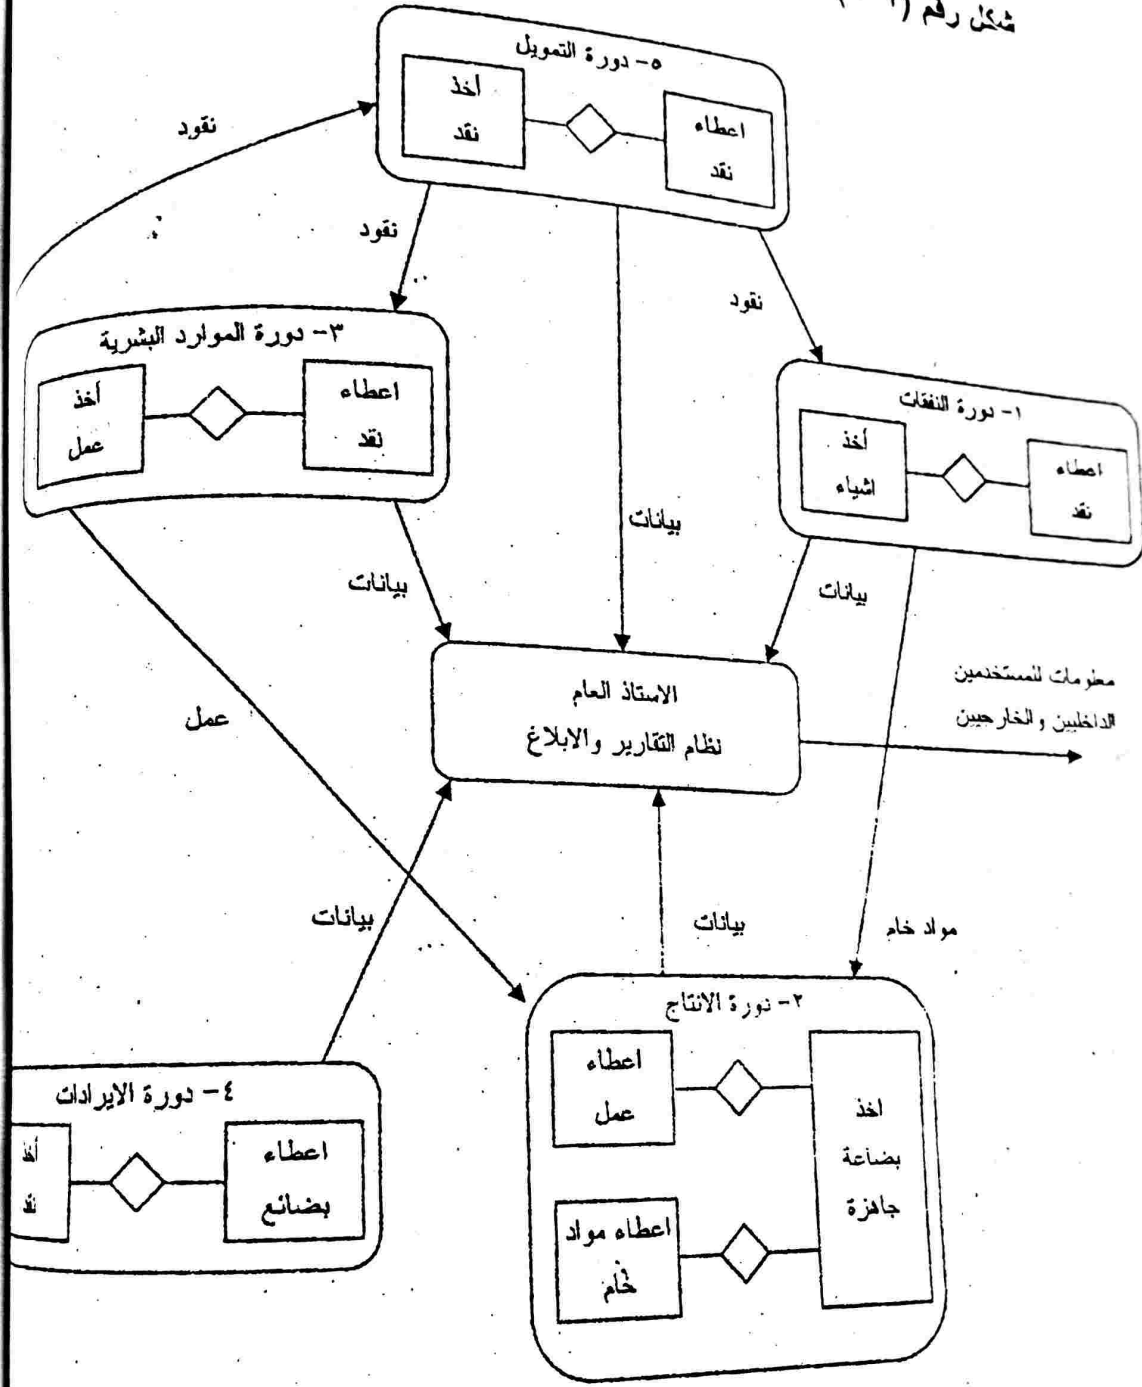 شكل رقم (
٥- دورة التمويل
أخذ
نقد
اعطاء
نقد
نقود
نقود
نقود
٣- دورة الموارد البشرية
أخذ
عمل
اعطاء
نقد
١- دورة النفقات
أخذ
اشياء
اعطاء
نقد
بيانات
بيانات
بيانات
الاستاذ العام
نظام التقارير والابلاغ
معلومات للمستخدمين
الداخليين والخارجيين
عمل
بيانات
بيانات
مواد خام
٢- دورة الانتاج
اعطاء
عمل
اخذ
بضاعة
جاهزة
اعطاء مواد
خام
٤- دورة الايرادات
أخذ
نقد
اعطاء
بضائع